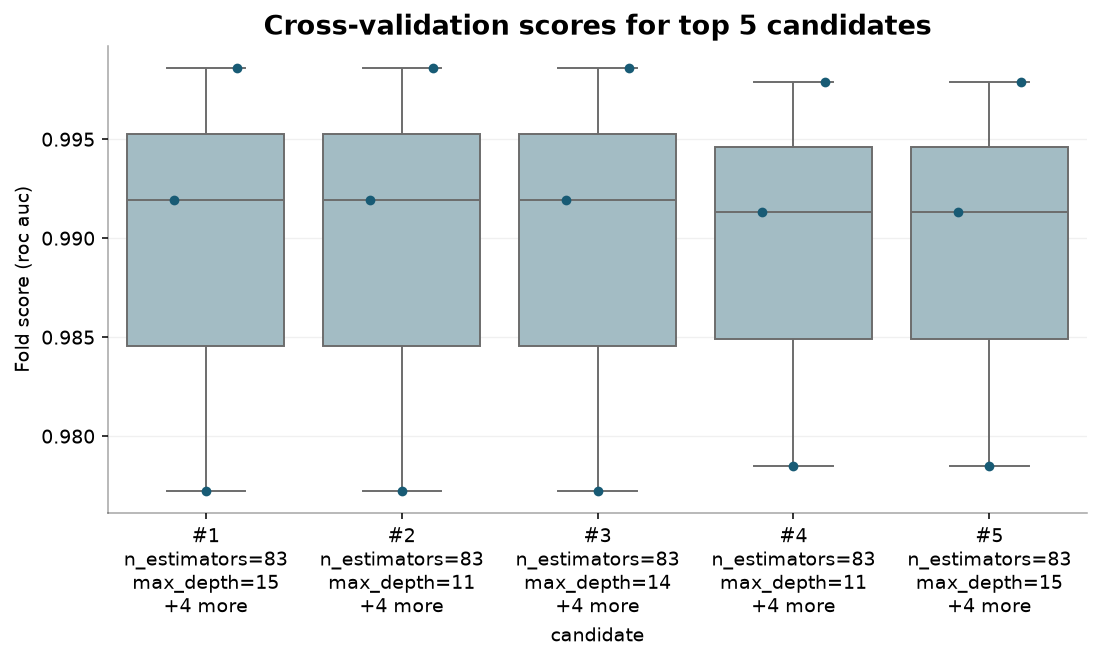 Cross-validation scores for top 5 candidates
Fold score (roc auc)
0.995
0.990
0.985
0.980
#1 #2 #3 #4 #5
n_estimators=83 n_estimators=83 n_estimators=83 n_estimators=83 n_estimators=83
max_depth=15 max_depth=11 max_depth=14 max_depth=11 max_depth=15
+4 more +4 more +4 more +4 more +4 more
candidate